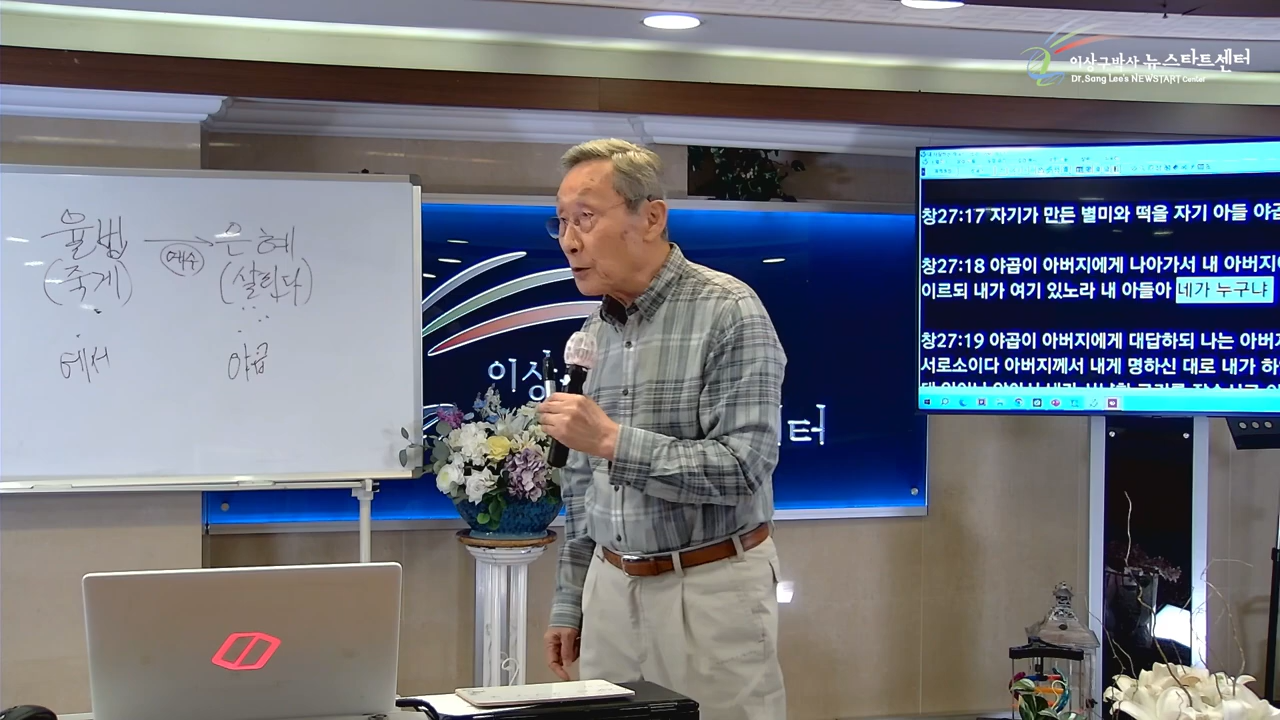 이상구박사 뉴스타트센터
Dr. Sang Lee's NEWSTART Center
율법 → 은혜
예수
(죽게) (살린다)
에서 야곱
이상
터
창27:17 자기가 만든 별미와 떡을 자기 아들 야곱
창27:18 야곱이 아버지에게 나아가서 내 아버지
이르되 내가 여기 있노라 내 아들아 네가 누구냐
창27:19 야곱이 아버지에게 대답하되 나는 아버지
서로소이다 아버지께서 내게 명하신 대로 내가 하